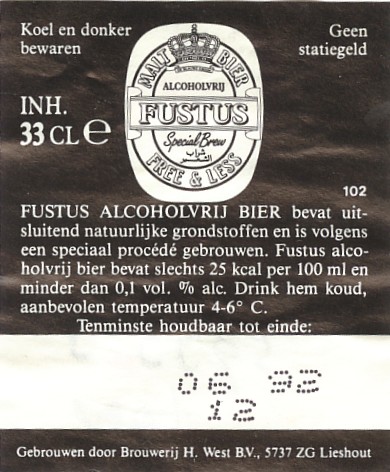 Koel en donker
bewaren
Geen
statiegeld
MALT BIER
ALCOHOLVRIJ
FUSTUS
Special Brew
شراب
الشعير
FREE & LESS
INH.
33 CL e
102
FUSTUS ALCOHOLVRIJ BIER bevat uit-
sluitend natuurlijke grondstoffen en is volgens
een speciaal procédé gebrouwen. Fustus alco-
holvrij bier bevat slechts 25 kcal per 100 ml en
minder dan 0,1 vol. % alc. Drink hem koud,
aanbevolen temperatuur 4-6° C.
Tenminste houdbaar tot einde:
06 92
12
Gebrouwen door Brouwerij H. West B.V., 5737 ZG Lieshout